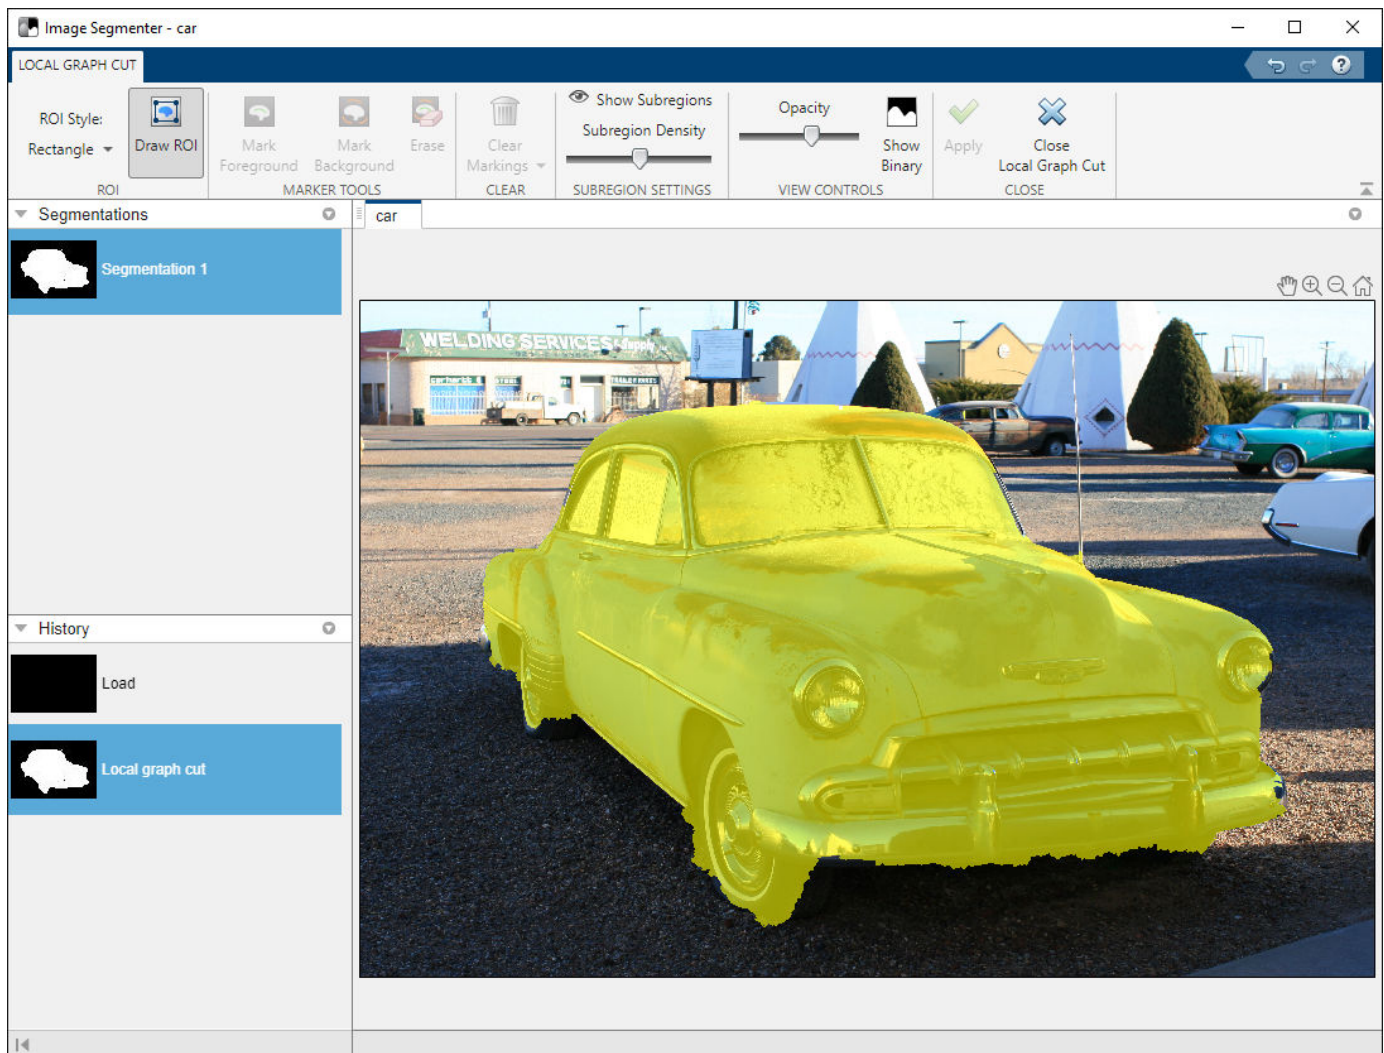 Image Segmenter - car
LOCAL GRAPH CUT
ROI Style:
Rectangle
Draw ROI
Mark
Foreground
Mark
Background
Erase
Clear
Markings
Show Subregions
Subregion Density
Opacity
Show
Binary
Apply
Close
Local Graph Cut
ROI
MARKER TOOLS
CLEAR
SUBREGION SETTINGS
VIEW CONTROLS
CLOSE
Segmentations
car
Segmentation 1
WELDING SERVICES & Supply
carhartt
History
Load
Local graph cut